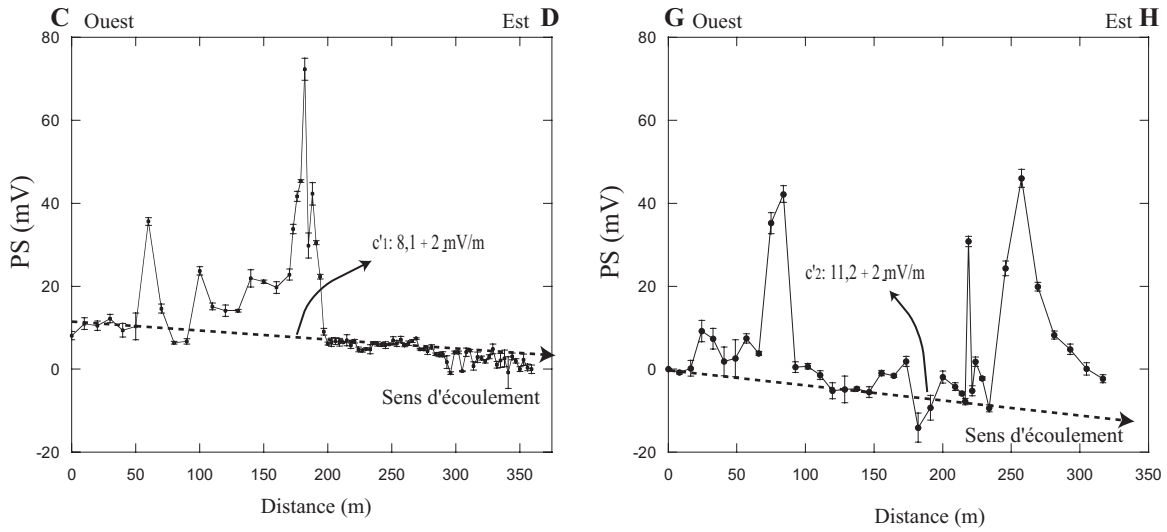 C Ouest Est D
80
60
40
20
0
-20
PS (mV)
c'1: 8,1 + 2 mV/m
Sens d'écoulement
0 50 100 150 200 250 300 350
Distance (m)
G Ouest Est H
80
60
40
20
0
-20
PS (mV)
c'2: 11,2 + 2 mV/m
Sens d'écoulement
0 50 100 150 200 250 300 350
Distance (m)